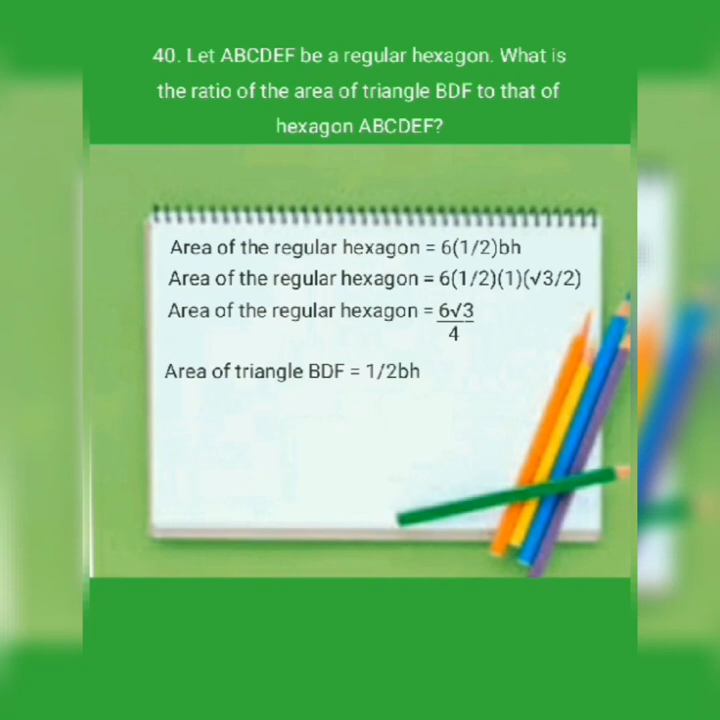 40. Let ABCDEF be a regular hexagon. What is
the ratio of the area of triangle BDF to that of
hexagon ABCDEF?
Area of the regular hexagon = 6(1/2)bh
Area of the regular hexagon = 6(1/2)(1)(√3/2)
Area of the regular hexagon = 6√3
4
Area of triangle BDF = 1/2bh